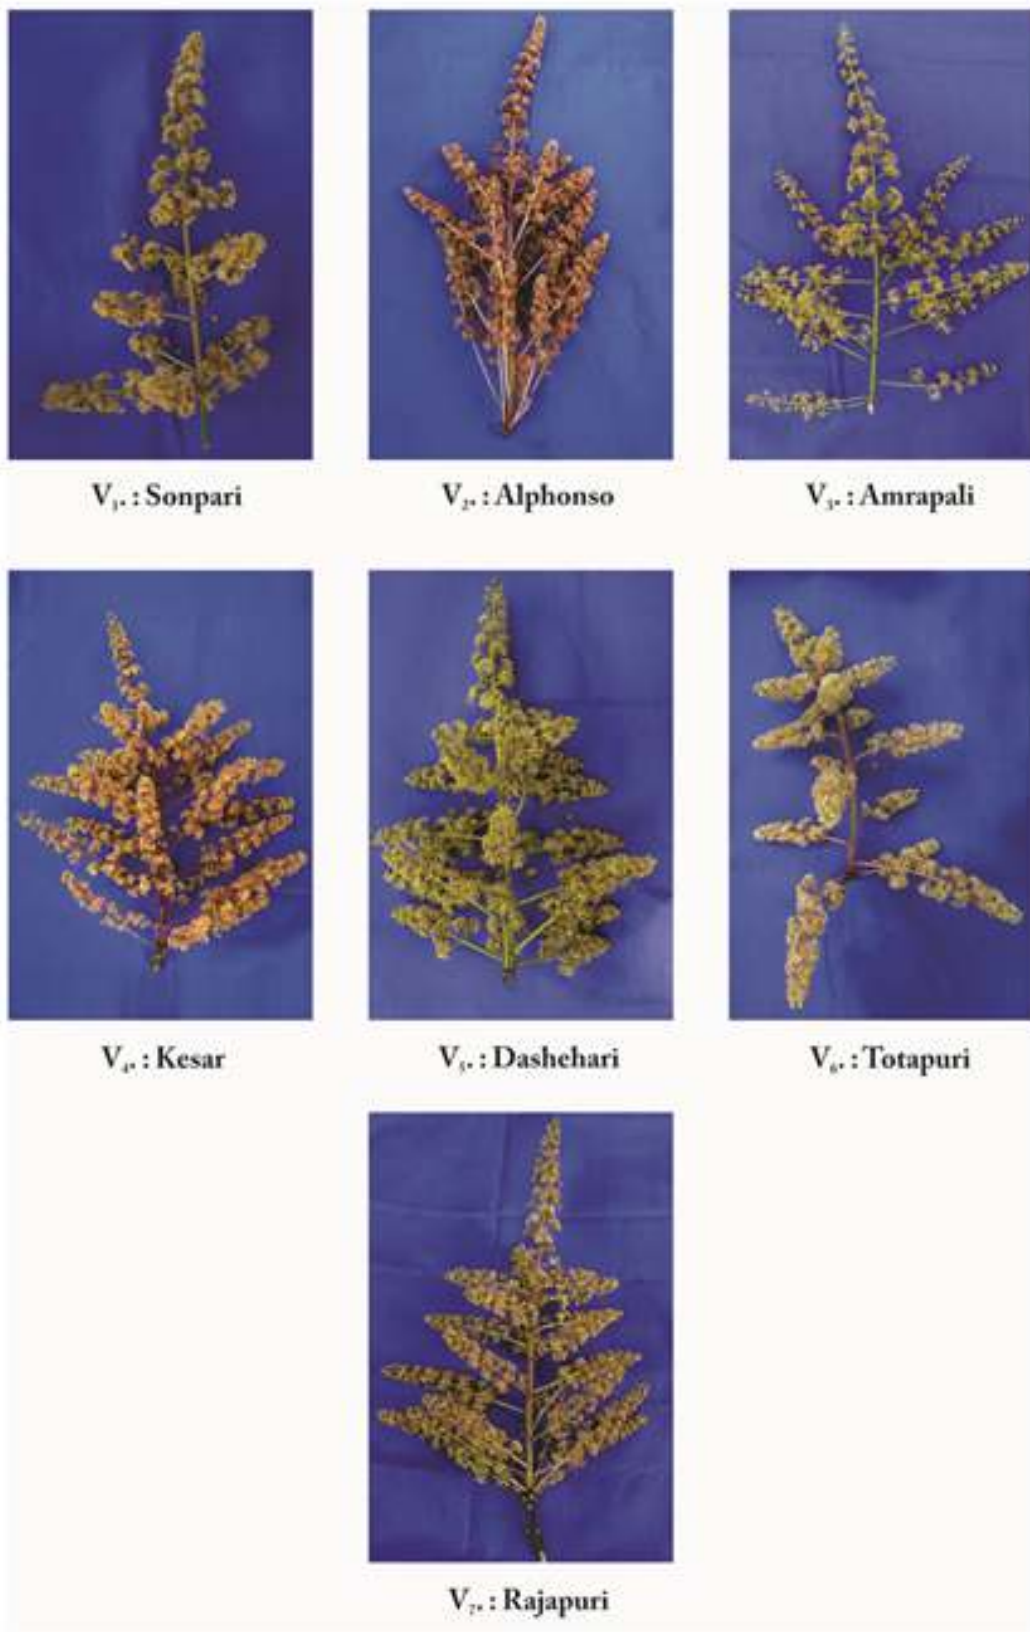 V₁. : Sonpari
V₂. : Alphonso
V₃. : Amrapali
V₄. : Kesar
V₅. : Dashehari
V₆. : Totapuri
V₇. : Rajapuri